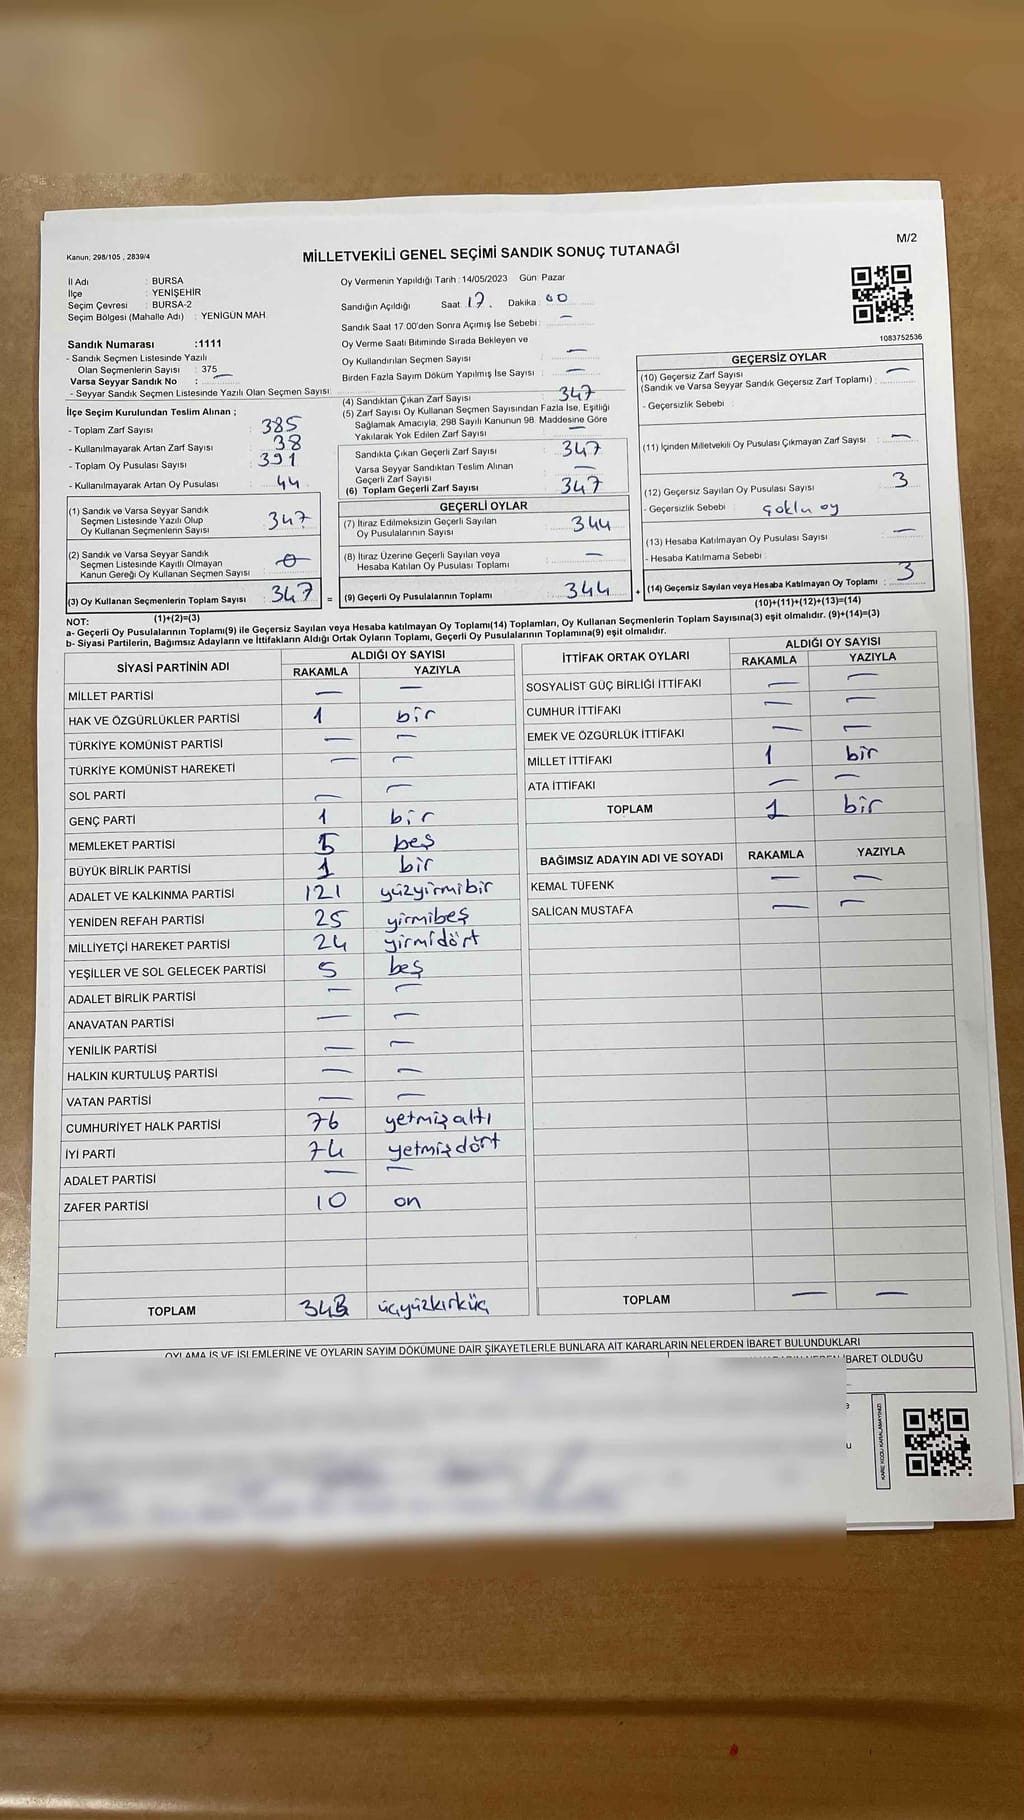 M/2
Kanun; 298/105 , 2839/4
MİLLETVEKİLİ GENEL SEÇİMİ SANDIK SONUÇ TUTANAĞI
İl Adı : BURSA
İlçe : YENİŞEHİR
Seçim Çevresi : BURSA-2
Seçim Bölgesi (Mahalle Adı) : YENİGÜN MAH.
Oy Vermenin Yapıldığı Tarih : 14/05/2023 Gün: Pazar
Sandığın Açıldığı Saat 17. Dakika : 00
Sandık Saat 17.00'den Sonra Açımış İse Sebebi : —
Oy Verme Saati Bitiminde Sırada Bekleyen ve
Oy Kullandırılan Seçmen Sayısı : —
Birden Fazla Sayım Döküm Yapılmış İse Sayısı : —
1083752536
Sandık Numarası :1111
- Sandık Seçmen Listesinde Yazılı
Olan Seçmenlerin Sayısı : 375
Varsa Seyyar Sandık No : —
- Seyyar Sandık Seçmen Listesinde Yazılı Olan Seçmen Sayısı:
İlçe Seçim Kurulundan Teslim Alınan ;
- Toplam Zarf Sayısı : 385
- Kullanılmayarak Artan Zarf Sayısı : 38
- Toplam Oy Pusulası Sayısı : 391
- Kullanılmayarak Artan Oy Pusulası : 44
(1) Sandık ve Varsa Seyyar Sandık
Seçmen Listesinde Yazılı Olup
Oy Kullanan Seçmenlerin Sayısı : 347
(2) Sandık ve Varsa Seyyar Sandık
Seçmen Listesinde Kayıtlı Olmayan
Kanun Gereği Oy Kullanan Seçmen Sayısı : 0
(3) Oy Kullanan Seçmenlerin Toplam Sayısı : 347 =
(4) Sandıktan Çıkan Zarf Sayısı : 347
(5) Zarf Sayısı Oy Kullanan Seçmen Sayısından Fazla İse, Eşitliği
Sağlamak Amacıyla, 298 Sayılı Kanunun 98. Maddesine Göre
Yakılarak Yok Edilen Zarf Sayısı : —
Sandıkta Çıkan Geçerli Zarf Sayısı : 347
Varsa Seyyar Sandıktan Teslim Alınan
Geçerli Zarf Sayısı : —
(6) Toplam Geçerli Zarf Sayısı : 347
GEÇERLİ OYLAR
(7) İtiraz Edilmeksizin Geçerli Sayılan
Oy Pusulalarının Sayısı : 344
(8) İtiraz Üzerine Geçerli Sayılan veya
Hesaba Katılan Oy Pusulası Toplamı : —
(9) Geçerli Oy Pusulalarının Toplamı : 344 +
GEÇERSİZ OYLAR
(10) Geçersiz Zarf Sayısı
(Sandık ve Varsa Seyyar Sandık Geçersiz Zarf Toplamı) : —
- Geçersizlik Sebebi :
(11) İçinden Milletvekili Oy Pusulası Çıkmayan Zarf Sayısı : —
(12) Geçersiz Sayılan Oy Pusulası Sayısı : 3
- Geçersizlik Sebebi : çoklu oy
(13) Hesaba Katılmayan Oy Pusulası Sayısı : —
- Hesaba Katılmama Sebebi :
(14) Geçersiz Sayılan veya Hesaba Katılmayan Oy Toplamı : 3
NOT: (1)+(2)=(3) (10)+(11)+(12)+(13)=(14)
a- Geçerli Oy Pusulalarının Toplamı(9) ile Geçersiz Sayılan veya Hesaba katılmayan Oy Toplamı(14) Toplamları, Oy Kullanan Seçmenlerin Toplam Sayısına(3) eşit olmalıdır. (9)+(14)=(3)
b- Siyasi Partilerin, Bağımsız Adayların ve İttifakların Aldığı Ortak Oyların Toplamı, Geçerli Oy Pusulalarının Toplamına(9) eşit olmalıdır.
SİYASİ PARTİNİN ADI ALDIĞI OY SAYISI
RAKAMLA YAZIYLA
MİLLET PARTİSİ — —
HAK VE ÖZGÜRLÜKLER PARTİSİ 1 bir
TÜRKİYE KOMÜNİST PARTİSİ — —
TÜRKİYE KOMÜNİST HAREKETİ — —
SOL PARTİ — —
GENÇ PARTİ 1 bir
MEMLEKET PARTİSİ 5 beş
BÜYÜK BİRLİK PARTİSİ 1 bir
ADALET VE KALKINMA PARTİSİ 121 yüzyirmibir
YENİDEN REFAH PARTİSİ 25 yirmibeş
MİLLİYETÇİ HAREKET PARTİSİ 24 yirmidört
YEŞİLLER VE SOL GELECEK PARTİSİ 5 beş
ADALET BİRLİK PARTİSİ — —
ANAVATAN PARTİSİ — —
YENİLİK PARTİSİ — —
HALKIN KURTULUŞ PARTİSİ — —
VATAN PARTİSİ — —
CUMHURİYET HALK PARTİSİ 76 yetmişaltı
İYİ PARTİ 74 yetmişdört
ADALET PARTİSİ — —
ZAFER PARTİSİ 10 on
TOPLAM 343 üçyüzkırküç
İTTİFAK ORTAK OYLARI ALDIĞI OY SAYISI
RAKAMLA YAZIYLA
SOSYALİST GÜÇ BİRLİĞİ İTTİFAKI — —
CUMHUR İTTİFAKI — —
EMEK VE ÖZGÜRLÜK İTTİFAKI — —
MİLLET İTTİFAKI 1 bir
ATA İTTİFAKI — —
TOPLAM 1 bir
BAĞIMSIZ ADAYIN ADI VE SOYADI RAKAMLA YAZIYLA
KEMAL TÜFENK — —
SALİCAN MUSTAFA — —
TOPLAM — —
OYLAMA İŞ VE İŞLEMLERİNE VE OYLARIN SAYIM DÖKÜMÜNE DAİR ŞİKAYETLERLE BUNLARA AİT KARARLARIN NELERDEN İBARET BULUNDUKLARI
İBARET OLDUĞU
KARE KODU KARALAMAYINIZ!